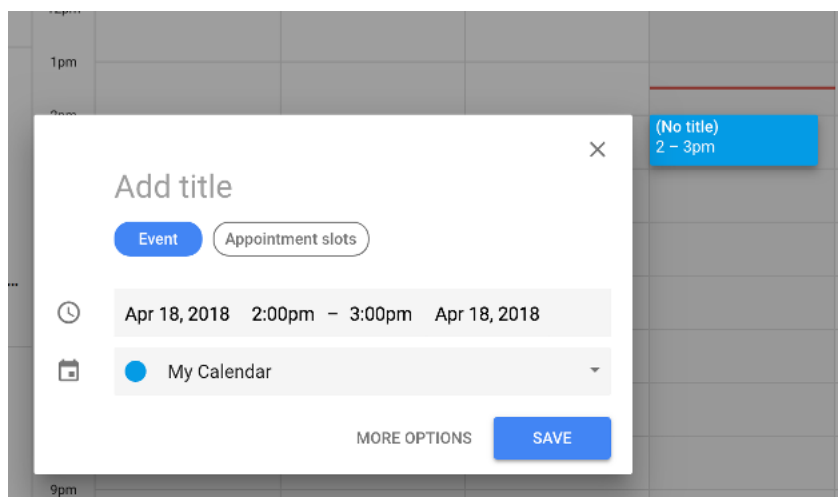 1pm
(No title)
2 – 3pm
Add title
Event
Appointment slots
Apr 18, 2018 2:00pm – 3:00pm Apr 18, 2018
My Calendar
MORE OPTIONS
SAVE
9pm